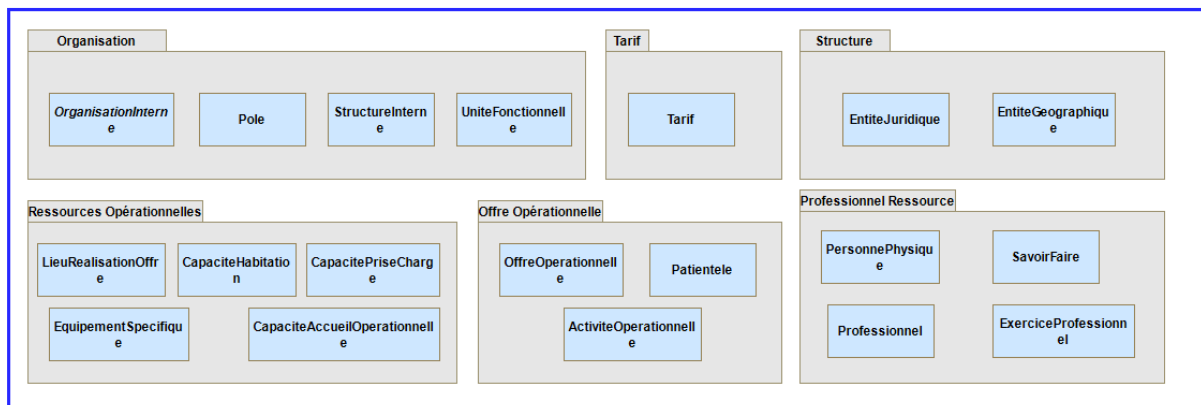 Organisation
OrganisationIntern
e
Pole
StructureIntern
e
UniteFonctionnell
e
Tarif
Tarif
Structure
EntiteJuridique
EntiteGeographiqu
e
Ressources Opérationnelles
LieuRealisationOffr
e
CapaciteHabitatio
n
CapacitePriseCharg
e
EquipementSpecifiqu
e
CapaciteAccueilOperationnell
e
Offre Opérationnelle
OffreOperationnell
e
Patientele
ActiviteOperationnell
e
Professionnel Ressource
PersonnePhysiqu
e
SavoirFaire
Professionnel
ExerciceProfessionn
el